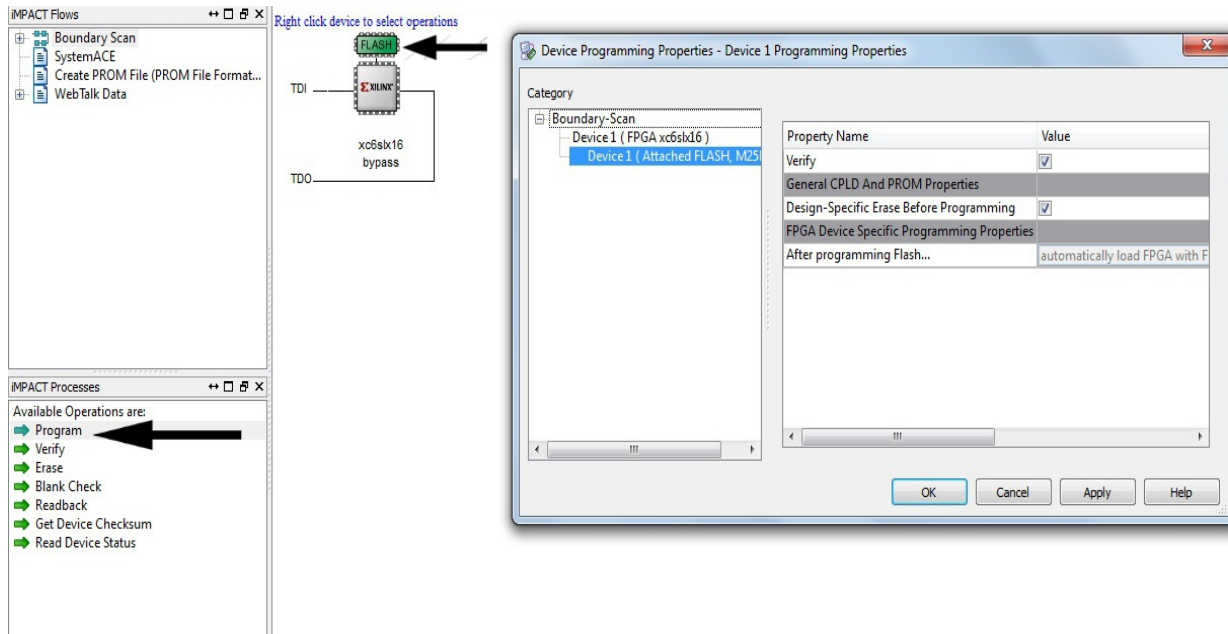 iMPACT Flows
Boundary Scan
SystemACE
Create PROM File (PROM File Format...
WebTalk Data
iMPACT Processes
Available Operations are:
Program
Verify
Erase
Blank Check
Readback
Get Device Checksum
Read Device Status
Right click device to select operations
FLASH
TDI
XILINX
xc6slx16
bypass
TDO
Device Programming Properties - Device 1 Programming Properties
Category
Boundary-Scan
Device 1 ( FPGA xc6slx16 )
Device 1 ( Attached FLASH, M25
Property Name Value
Verify
General CPLD And PROM Properties
Design-Specific Erase Before Programming
FPGA Device Specific Programming Properties
After programming Flash... automatically load FPGA with F
OK Cancel Apply Help